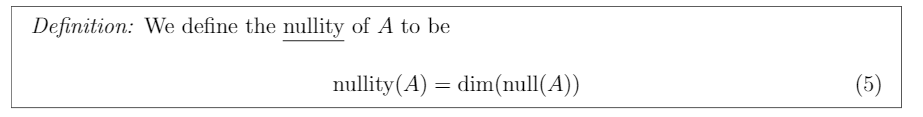 Definition: We define the nullity of A to be
nullity(A) = dim(null(A)) (5)